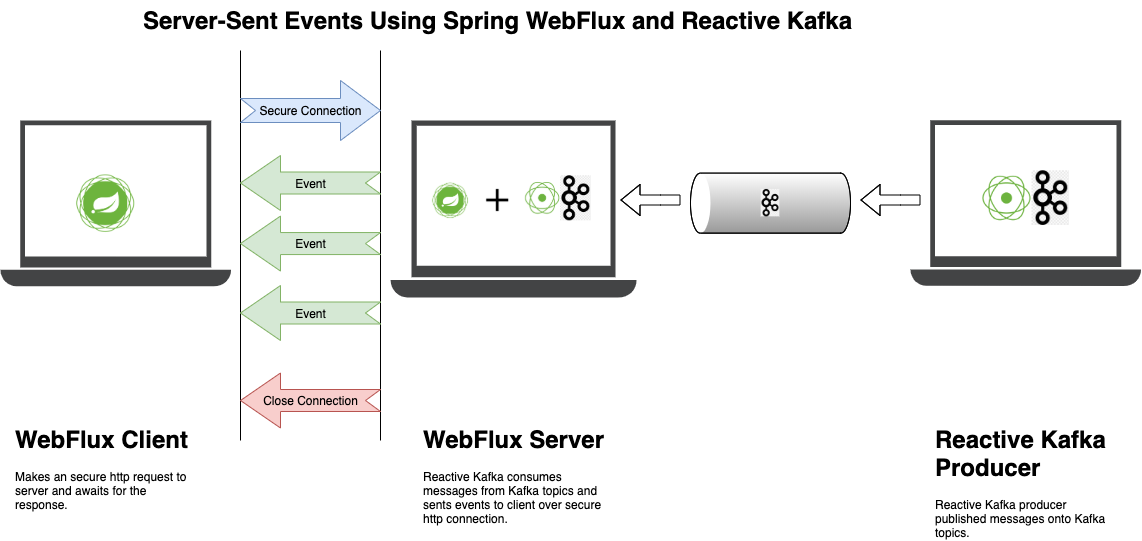 Server-Sent Events Using Spring WebFlux and Reactive Kafka
Secure Connection
Event
Event
Event
Close Connection
WebFlux Client
Makes an secure http request to
server and awaits for the
response.
WebFlux Server
Reactive Kafka consumes
messages from Kafka topics and
sents events to client over secure
http connection.
Reactive Kafka
Producer
Reactive Kafka producer
published messages onto Kafka
topics.